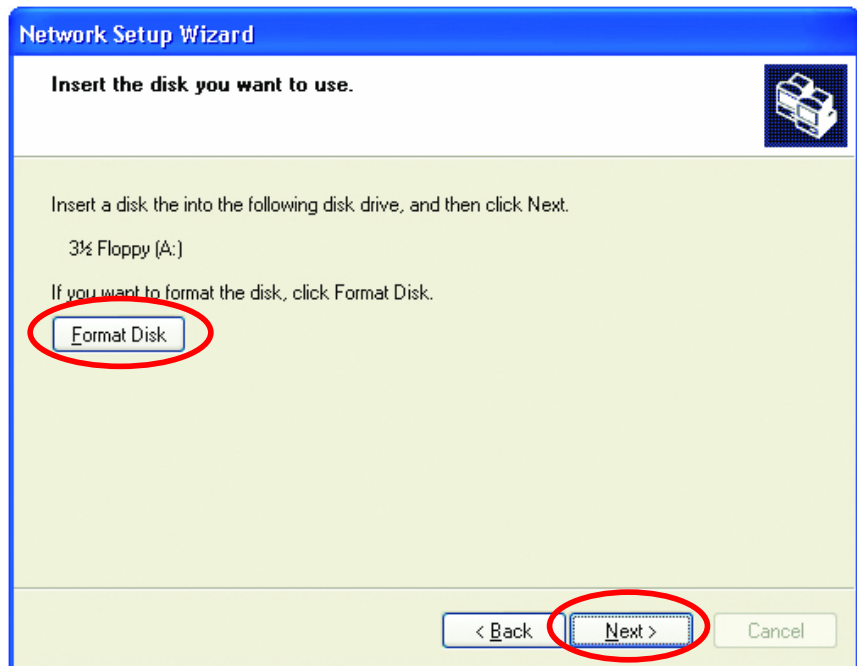 Network Setup Wizard
Insert the disk you want to use.
Insert a disk the into the following disk drive, and then click Next.
3½ Floppy (A:)
If you want to format the disk, click Format Disk.
Format Disk
< Back Next > Cancel